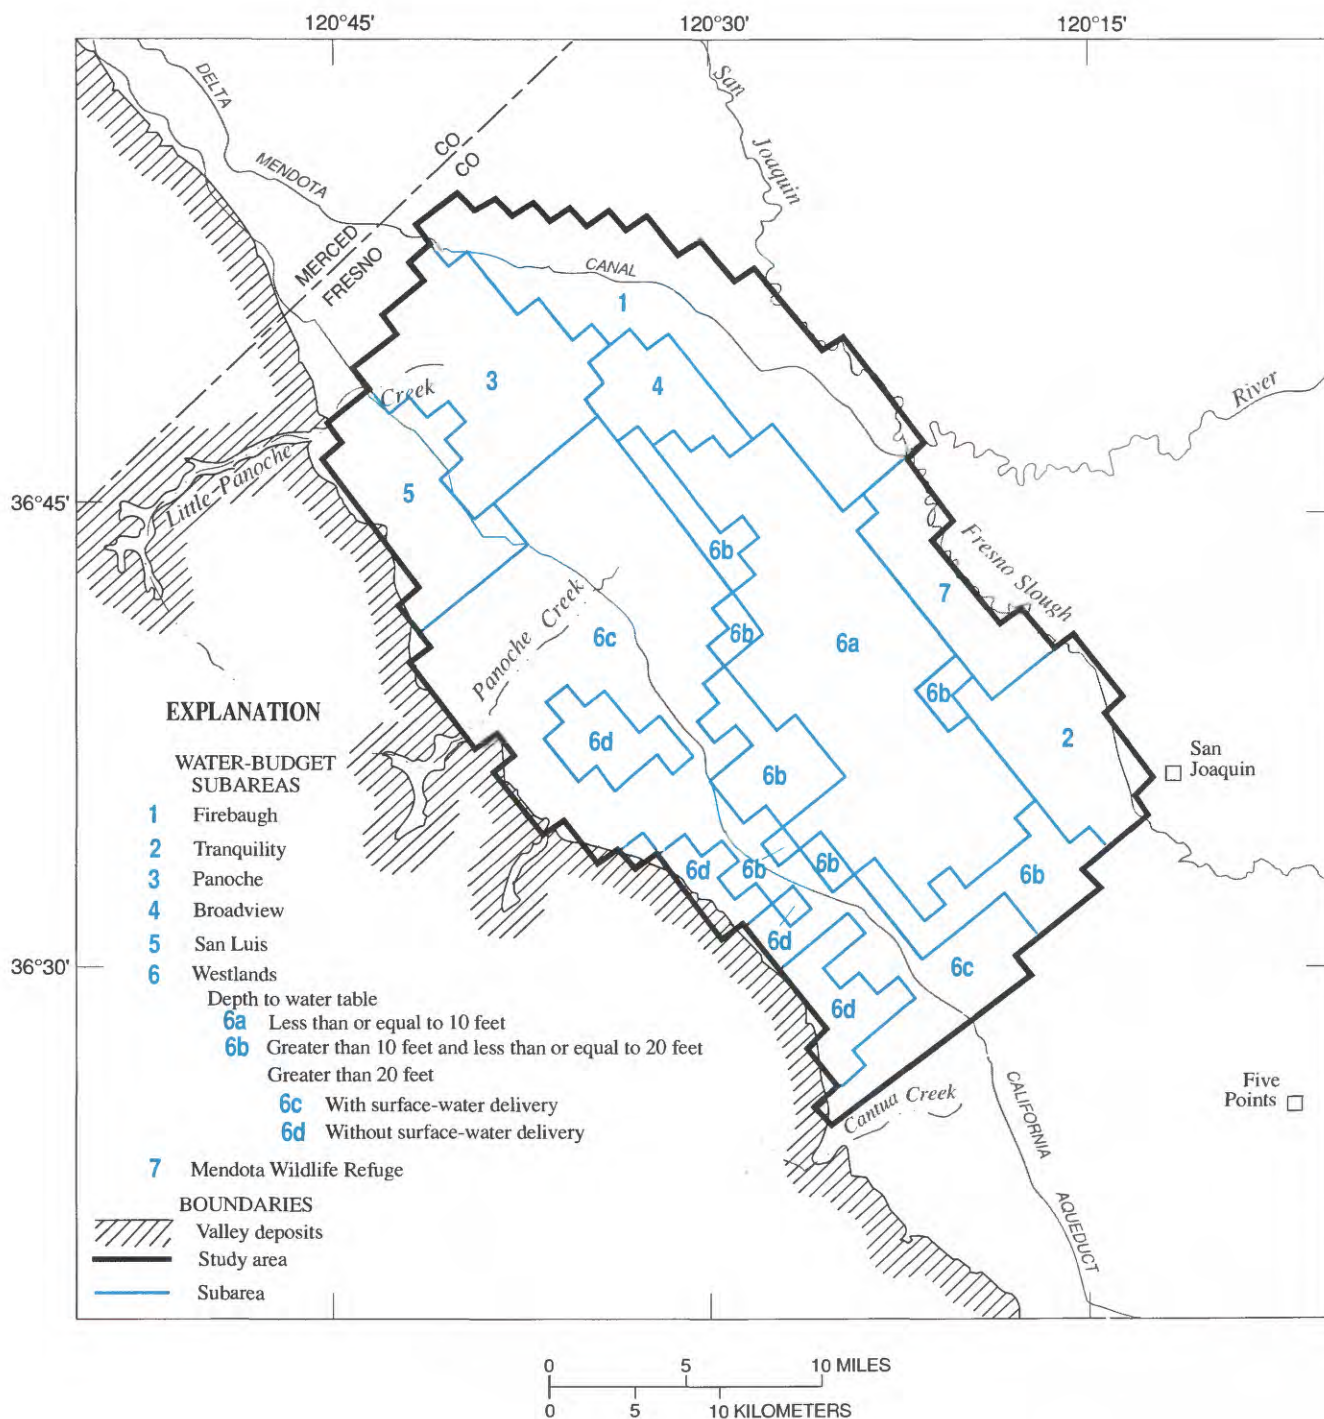 120°45'
120°30'
120°15'
DELTA
MENDOTA
CANAL
CO
CO
MERCED
FRESNO
San
Joaquin
River
1
3
4
Creek
Little Panoche
5
36°45'
6b
Fresno Slough
7
6b
6a
6c
Panoche Creek
6b
6d
2
San
Joaquin
6b
6b
6b
6d
6b
6d
6c
6d
36°30'
Cantua Creek
CALIFORNIA
AQUEDUCT
Five
Points
EXPLANATION
WATER-BUDGET
SUBAREAS
1 Firebaugh
2 Tranquility
3 Panoche
4 Broadview
5 San Luis
6 Westlands
Depth to water table
6a Less than or equal to 10 feet
6b Greater than 10 feet and less than or equal to 20 feet
Greater than 20 feet
6c With surface-water delivery
6d Without surface-water delivery
7 Mendota Wildlife Refuge
BOUNDARIES
Valley deposits
Study area
Subarea
0 5 10 MILES
0 5 10 KILOMETERS